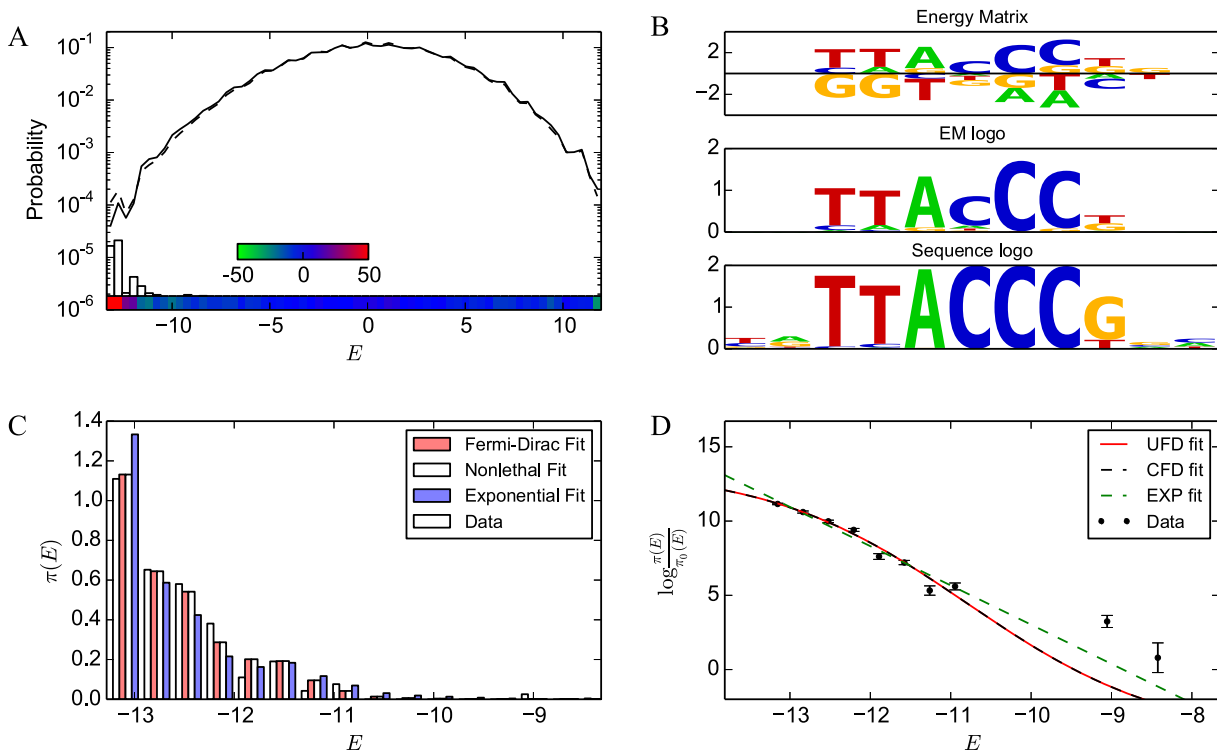 A
Probability
10⁻¹
10⁻²
10⁻³
10⁻⁴
10⁻⁵
10⁻⁶
-50 0 50
−10 −5 0 5 10
E
B
Energy Matrix
2
−2
EM logo
2
1
0
TTACCCT
Sequence logo
2
1
0
TTACCCG
C
π(E)
1.4
1.2
1.0
0.8
0.6
0.4
0.2
0.0
Fermi-Dirac Fit
Nonlethal Fit
Exponential Fit
Data
−13 −12 −11 −10 −9
E
D
log π(E)/π₀(E)
15
10
5
0
UFD fit
CFD fit
EXP fit
Data
−13 −12 −11 −10 −9 −8
E